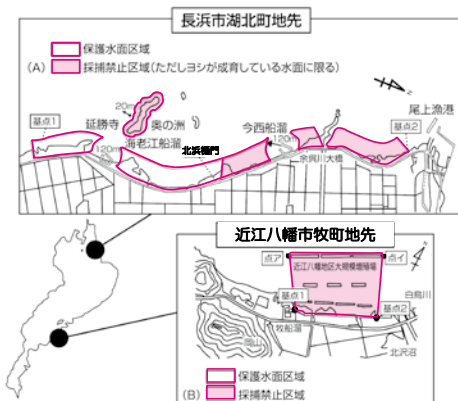 長浜市湖北町地先
保護水面区域
(A) 採捕禁止区域(ただしヨシが成育している水面に限る)
20m
基点1
延勝寺
奥の洲
今西船溜
基点2
尾上漁港
120m
海老江船溜
北浜樋門
120m
余呉川大橋
近江八幡市牧町地先
点ア
点イ
近江八幡地区大規模増殖場
白鳥川
基点1
基点2
牧船溜
岡山
北沢沼
保護水面区域
(B) 採捕禁止区域